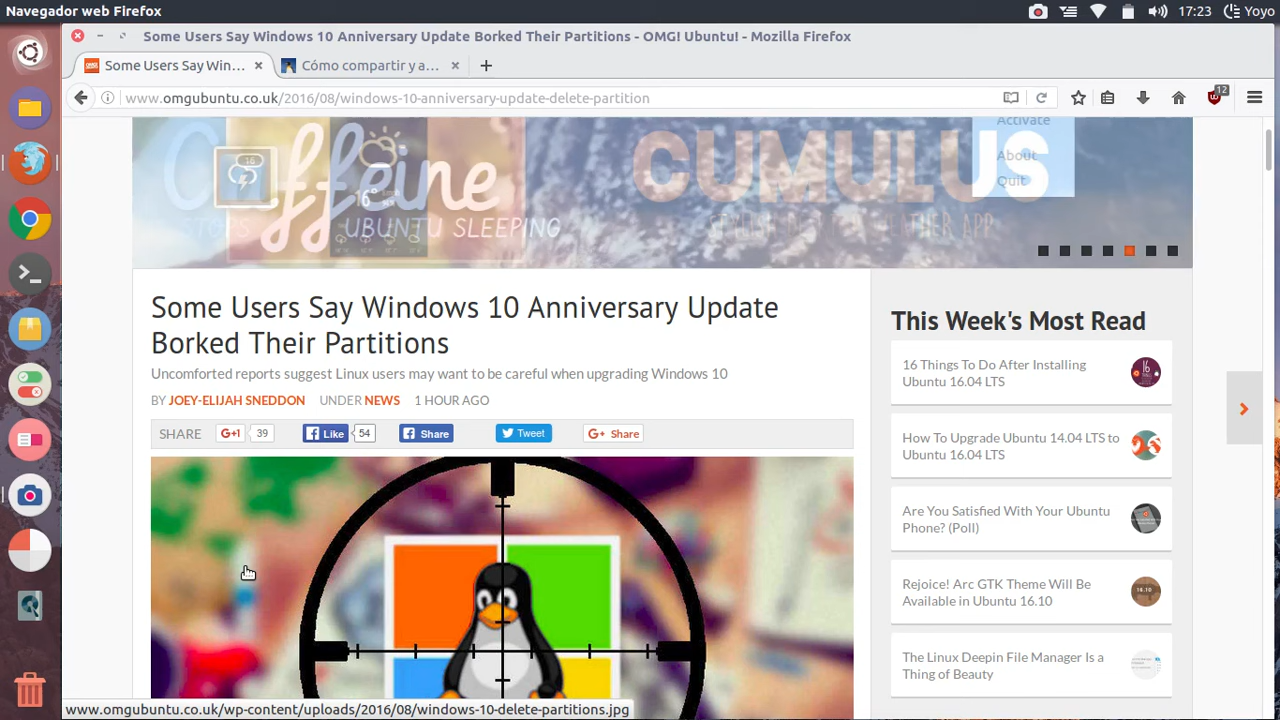 Navegador web Firefox
17:23
Yoyo
Some Users Say Windows 10 Anniversary Update Borked Their Partitions - OMG! Ubuntu! - Mozilla Firefox
Some Users Say Win...
Cómo compartir y a...
www.omgubuntu.co.uk/2016/08/windows-10-anniversary-update-delete-partition
12
Caffeine
STOPS UBUNTU SLEEPING
16
16°
CUMULUS
Activate
About
Quit
Some Users Say Windows 10 Anniversary Update
Borked Their Partitions
Uncomforted reports suggest Linux users may want to be careful when upgrading Windows 10
BY JOEY-ELIJAH SNEDDON UNDER NEWS 1 HOUR AGO
SHARE G+1 39 Like 54 Share Tweet G+ Share
This Week's Most Read
16 Things To Do After Installing
Ubuntu 16.04 LTS
How To Upgrade Ubuntu 14.04 LTS to
Ubuntu 16.04 LTS
Are You Satisfied With Your Ubuntu
Phone? (Poll)
Rejoice! Arc GTK Theme Will Be
Available in Ubuntu 16.10
16.10
The Linux Deepin File Manager Is a
Thing of Beauty
www.omgubuntu.co.uk/wp-content/uploads/2016/08/windows-10-delete-partitions.jpg